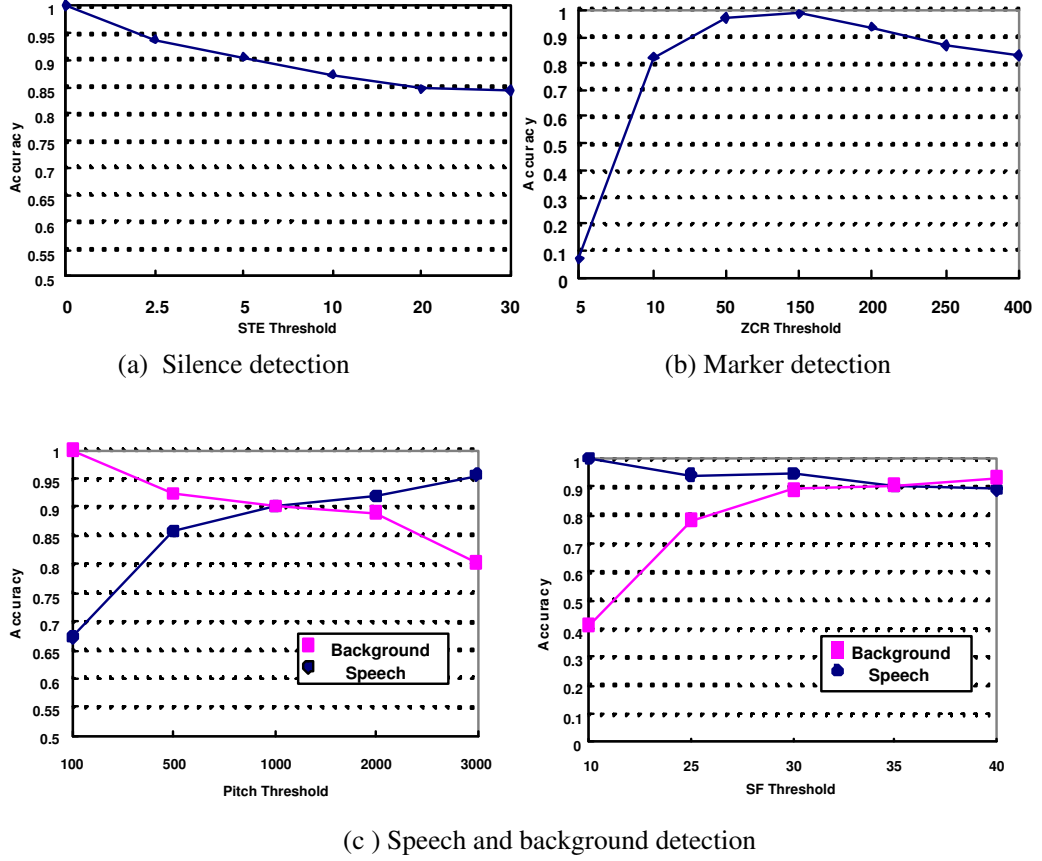 1
0.95
0.9
0.85
0.8
0.75
0.7
0.65
0.6
0.55
0.5
Accuracy
0 2.5 5 10 20 30
STE Threshold
(a) Silence detection
1
0.9
0.8
0.7
0.6
0.5
0.4
0.3
0.2
0.1
0
Accuracy
5 10 50 150 200 250 400
ZCR Threshold
(b) Marker detection
1
0.95
0.9
0.85
0.8
0.75
0.7
0.65
0.6
0.55
0.5
Accuracy
Background
Speech
100 500 1000 2000 3000
Pitch Threshold
1
0.9
0.8
0.7
0.6
0.5
0.4
0.3
0.2
0.1
0
Accuracy
Background
Speech
10 25 30 35 40
SF Threshold
(c ) Speech and background detection